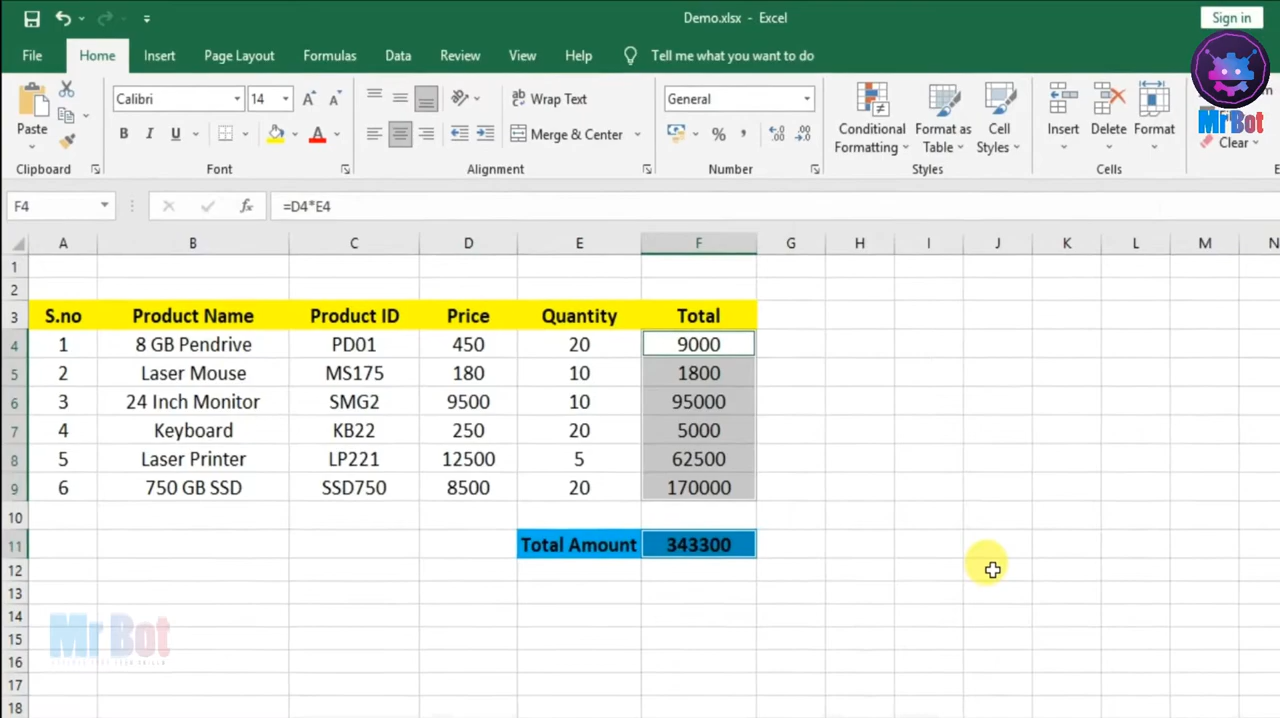 Demo.xlsx - Excel
Sign in
File Home Insert Page Layout Formulas Data Review View Help Tell me what you want to do
Paste
Calibri 14
Wrap Text
General
B I U
Merge & Center
Conditional Formatting
Format as Table
Cell Styles
Insert
Delete
Format
MrBot
Clear
Clipboard Font Alignment Number Styles Cells
F4 fx =D4*E4
A B C D E F G H I J K L M N
1
2
3 S.no Product Name Product ID Price Quantity Total
4 1 8 GB Pendrive PD01 450 20 9000
5 2 Laser Mouse MS175 180 10 1800
6 3 24 Inch Monitor SMG2 9500 10 95000
7 4 Keyboard KB22 250 20 5000
8 5 Laser Printer LP221 12500 5 62500
9 6 750 GB SSD SSD750 8500 20 170000
10
11 Total Amount 343300
12
13
14
15 Mr Bot
16
17
18